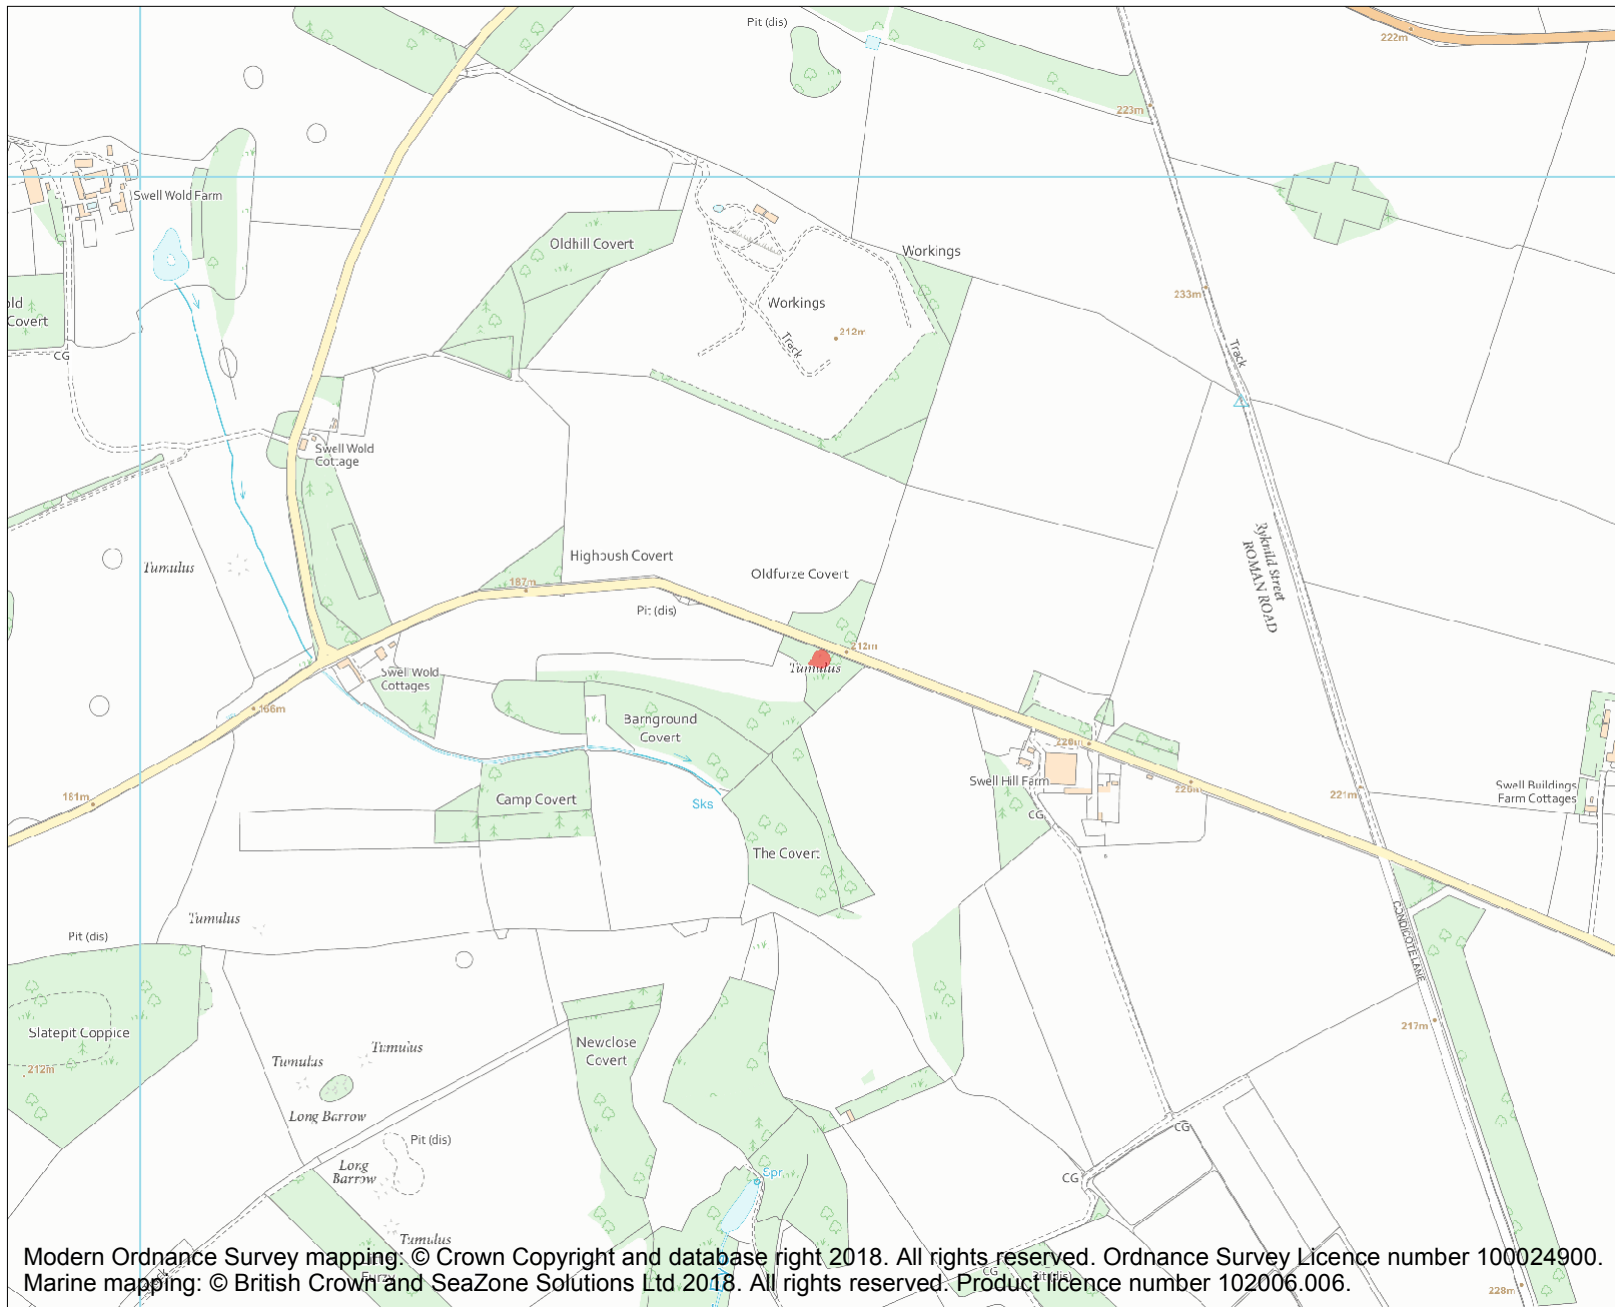 Pit (dis)
222m
223m
Swell Wold Farm
Oldhill Covert
Workings
Workings
233m
212m
Track
Track
Covert
CG
Swell Wold
Cottage
Tumulus
Highbush Covert
187m
Pit (dis)
Oldfurze Covert
Ryknild Street
ROMAN ROAD
212m
Tumulus
Swell Wold
Cottages
166m
Barnground
Covert
161m
Camp Covert
Sks
The Covert
Swell Hill Farm
CG
221m
Swell Buildings
Farm Cottages
CONDICOTE LANE
Tumulus
Pit (dis)
Slatepit Coppice
212m
Tumulus
Tumulus
Long Barrow
Newclose
Covert
217m
Pit (dis)
Long
Barrow
CG
CG
Spr
Tumulus
CG
Pit (dis)
228m
Modern Ordnance Survey mapping: © Crown Copyright and database right 2018. All rights reserved. Ordnance Survey Licence number 100024900.
Marine mapping: © British Crown and SeaZone Solutions Ltd 2018. All rights reserved. Product licence number 102006.006.